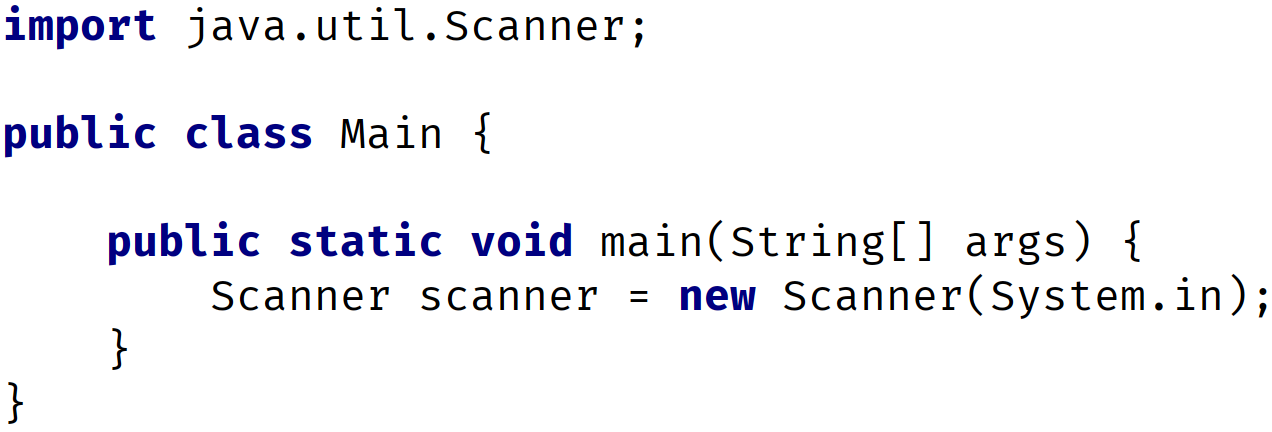 import java.util.Scanner;
public class Main {
    public static void main(String[] args) {
        Scanner scanner = new Scanner(System.in);
    }
}